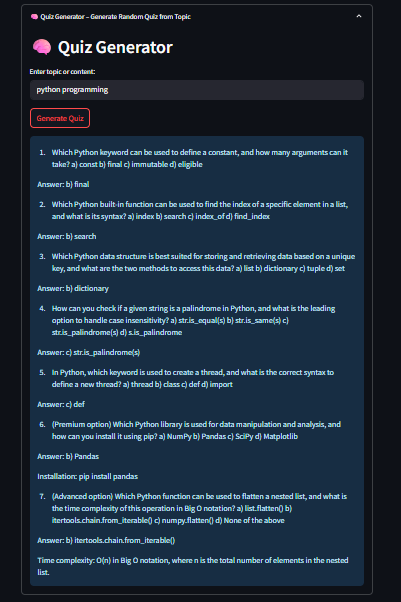 🧠 Quiz Generator – Generate Random Quiz from Topic
🧠 Quiz Generator
Enter topic or content:
python programming
Generate Quiz
1. Which Python keyword can be used to define a constant, and how many arguments can it
take? a) const b) final c) immutable d) eligible
Answer: b) final
2. Which Python built-in function can be used to find the index of a specific element in a list,
and what is its syntax? a) index b) search c) index_of d) find_index
Answer: b) search
3. Which Python data structure is best suited for storing and retrieving data based on a unique
key, and what are the two methods to access this data? a) list b) dictionary c) tuple d) set
Answer: b) dictionary
4. How can you check if a given string is a palindrome in Python, and what is the leading
option to handle case insensitivity? a) str.is_equal(s) b) str.is_same(s) c)
str.is_palindrome(s) d) s.is_palindrome
Answer: c) str.is_palindrome(s)
5. In Python, which keyword is used to create a thread, and what is the correct syntax to
define a new thread? a) thread b) class c) def d) import
Answer: c) def
6. (Premium option) Which Python library is used for data manipulation and analysis, and
how can you install it using pip? a) NumPy b) Pandas c) SciPy d) Matplotlib
Answer: b) Pandas
Installation: pip install pandas
7. (Advanced option) Which Python function can be used to flatten a nested list, and what is
the time complexity of this operation in Big O notation? a) list.flatten() b)
itertools.chain.from_iterable() c) numpy.flatten() d) None of the above
Answer: b) itertools.chain.from_iterable()
Time complexity: O(n) in Big O notation, where n is the total number of elements in the nested
list.